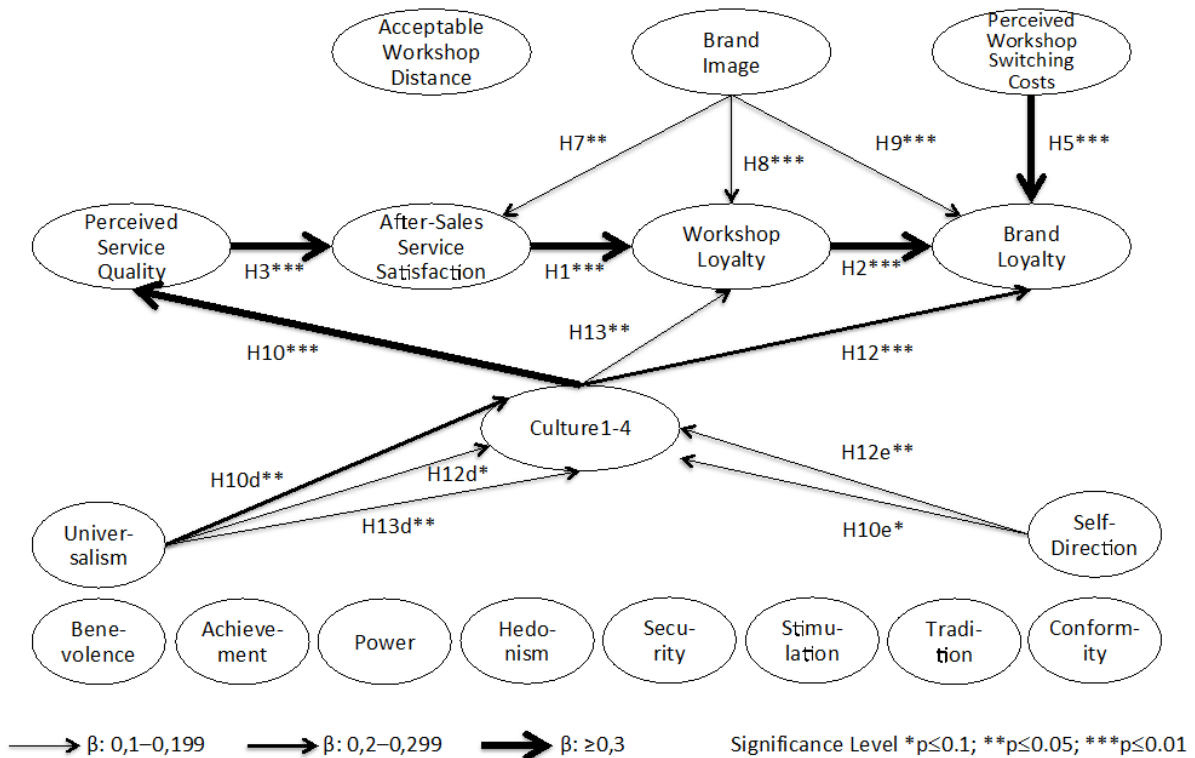 Acceptable
Workshop
Distance
Brand
Image
Perceived
Workshop
Switching
Costs
H7**
H8***
H9***
H5***
Perceived
Service
Quality
H3***
After-Sales
Service
Satisfaction
H1***
Workshop
Loyalty
H2***
Brand
Loyalty
H10***
H13**
H12***
Culture1-4
H10d**
H12d*
H13d**
H12e**
H10e*
Univer-
salism
Self-
Direction
Bene-
volence
Achieve-
ment
Power
Hedo-
nism
Secu-
rity
Stimu-
lation
Tradi-
tion
Conform-
ity
β: 0,1–0,199
β: 0,2–0,299
β: ≥0,3
Significance Level *p≤0.1; **p≤0.05; ***p≤0.01